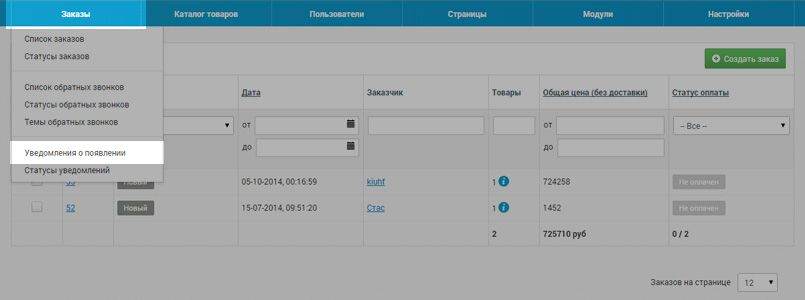 Заказы Каталог товаров Пользователи Страницы Модули Настройки
Список заказов
Статусы заказов
Создать заказ
Список обратных звонков
Статусы обратных звонков
Темы обратных звонков
Дата Заказчик Товары Общая цена (без доставки) Статус оплаты
от от -- Все --
до до
Уведомления о появлении
Статусы уведомлений
Новый 05-10-2014, 00:16:59 kiuhf 1 724258 Не оплачен
52 Новый 15-07-2014, 09:51:20 Стас 1 1452 Не оплачен
2 725710 руб 0 / 2
Заказов на странице 12